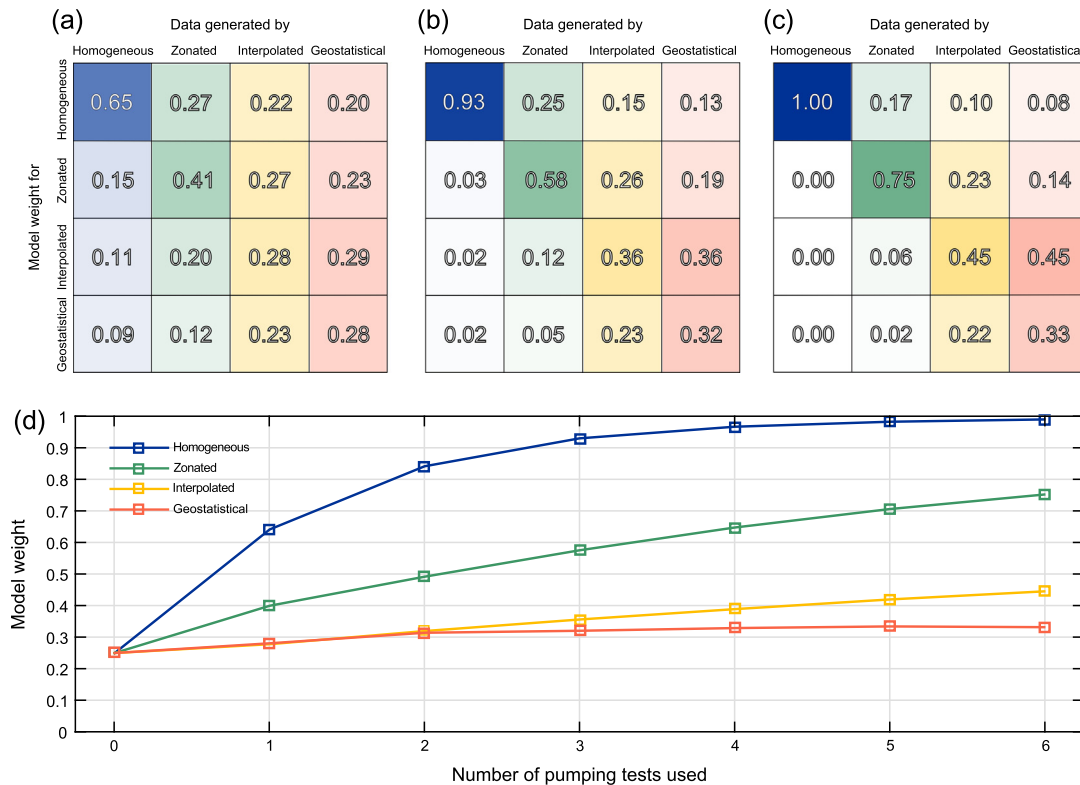 (a)
Data generated by
Homogeneous Zonated Interpolated Geostatistical
Model weight for
Homogeneous 0.65 0.27 0.22 0.20
Zonated 0.15 0.41 0.27 0.23
Interpolated 0.11 0.20 0.28 0.29
Geostatistical 0.09 0.12 0.23 0.28
(b)
Data generated by
Homogeneous Zonated Interpolated Geostatistical
0.93 0.25 0.15 0.13
0.03 0.58 0.26 0.19
0.02 0.12 0.36 0.36
0.02 0.05 0.23 0.32
(c)
Data generated by
Homogeneous Zonated Interpolated Geostatistical
1.00 0.17 0.10 0.08
0.00 0.75 0.23 0.14
0.00 0.06 0.45 0.45
0.00 0.02 0.22 0.33
(d)
Model weight
1
0.9
0.8
0.7
0.6
0.5
0.4
0.3
0.2
0.1
0
Homogeneous
Zonated
Interpolated
Geostatistical
0 1 2 3 4 5 6
Number of pumping tests used